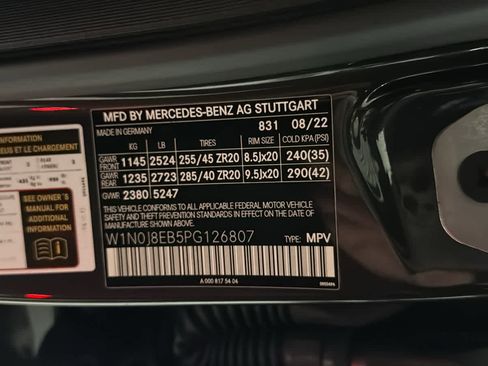 MFD BY MERCEDES-BENZ AG STUTTGART
MADE IN GERMANY 831 08/22
KG LB TIRES RIM SIZE COLD KPA (PSI)
GAWR FRONT 1145 2524 255/45 ZR20 8.5Jx20 240(35)
GAWR REAR 1235 2723 285/40 ZR20 9.5Jx20 290(42)
GVWR 2380 5247
THIS VEHICLE CONFORMS TO ALL APPLICABLE FEDERAL MOTOR VEHICLE
SAFETY AND THEFT PREVENTION STANDARDS IN EFFECT ON THE DATE OF
MANUFACTURE SHOWN ABOVE.
W1N0J8EB5PG126807 TYPE: MPV
A 000 817 54 04
INFORMATION
EUS ET LE CHARGEMENT
SEE OWNER'S
MANUAL FOR
ADDITIONAL
INFORMATION